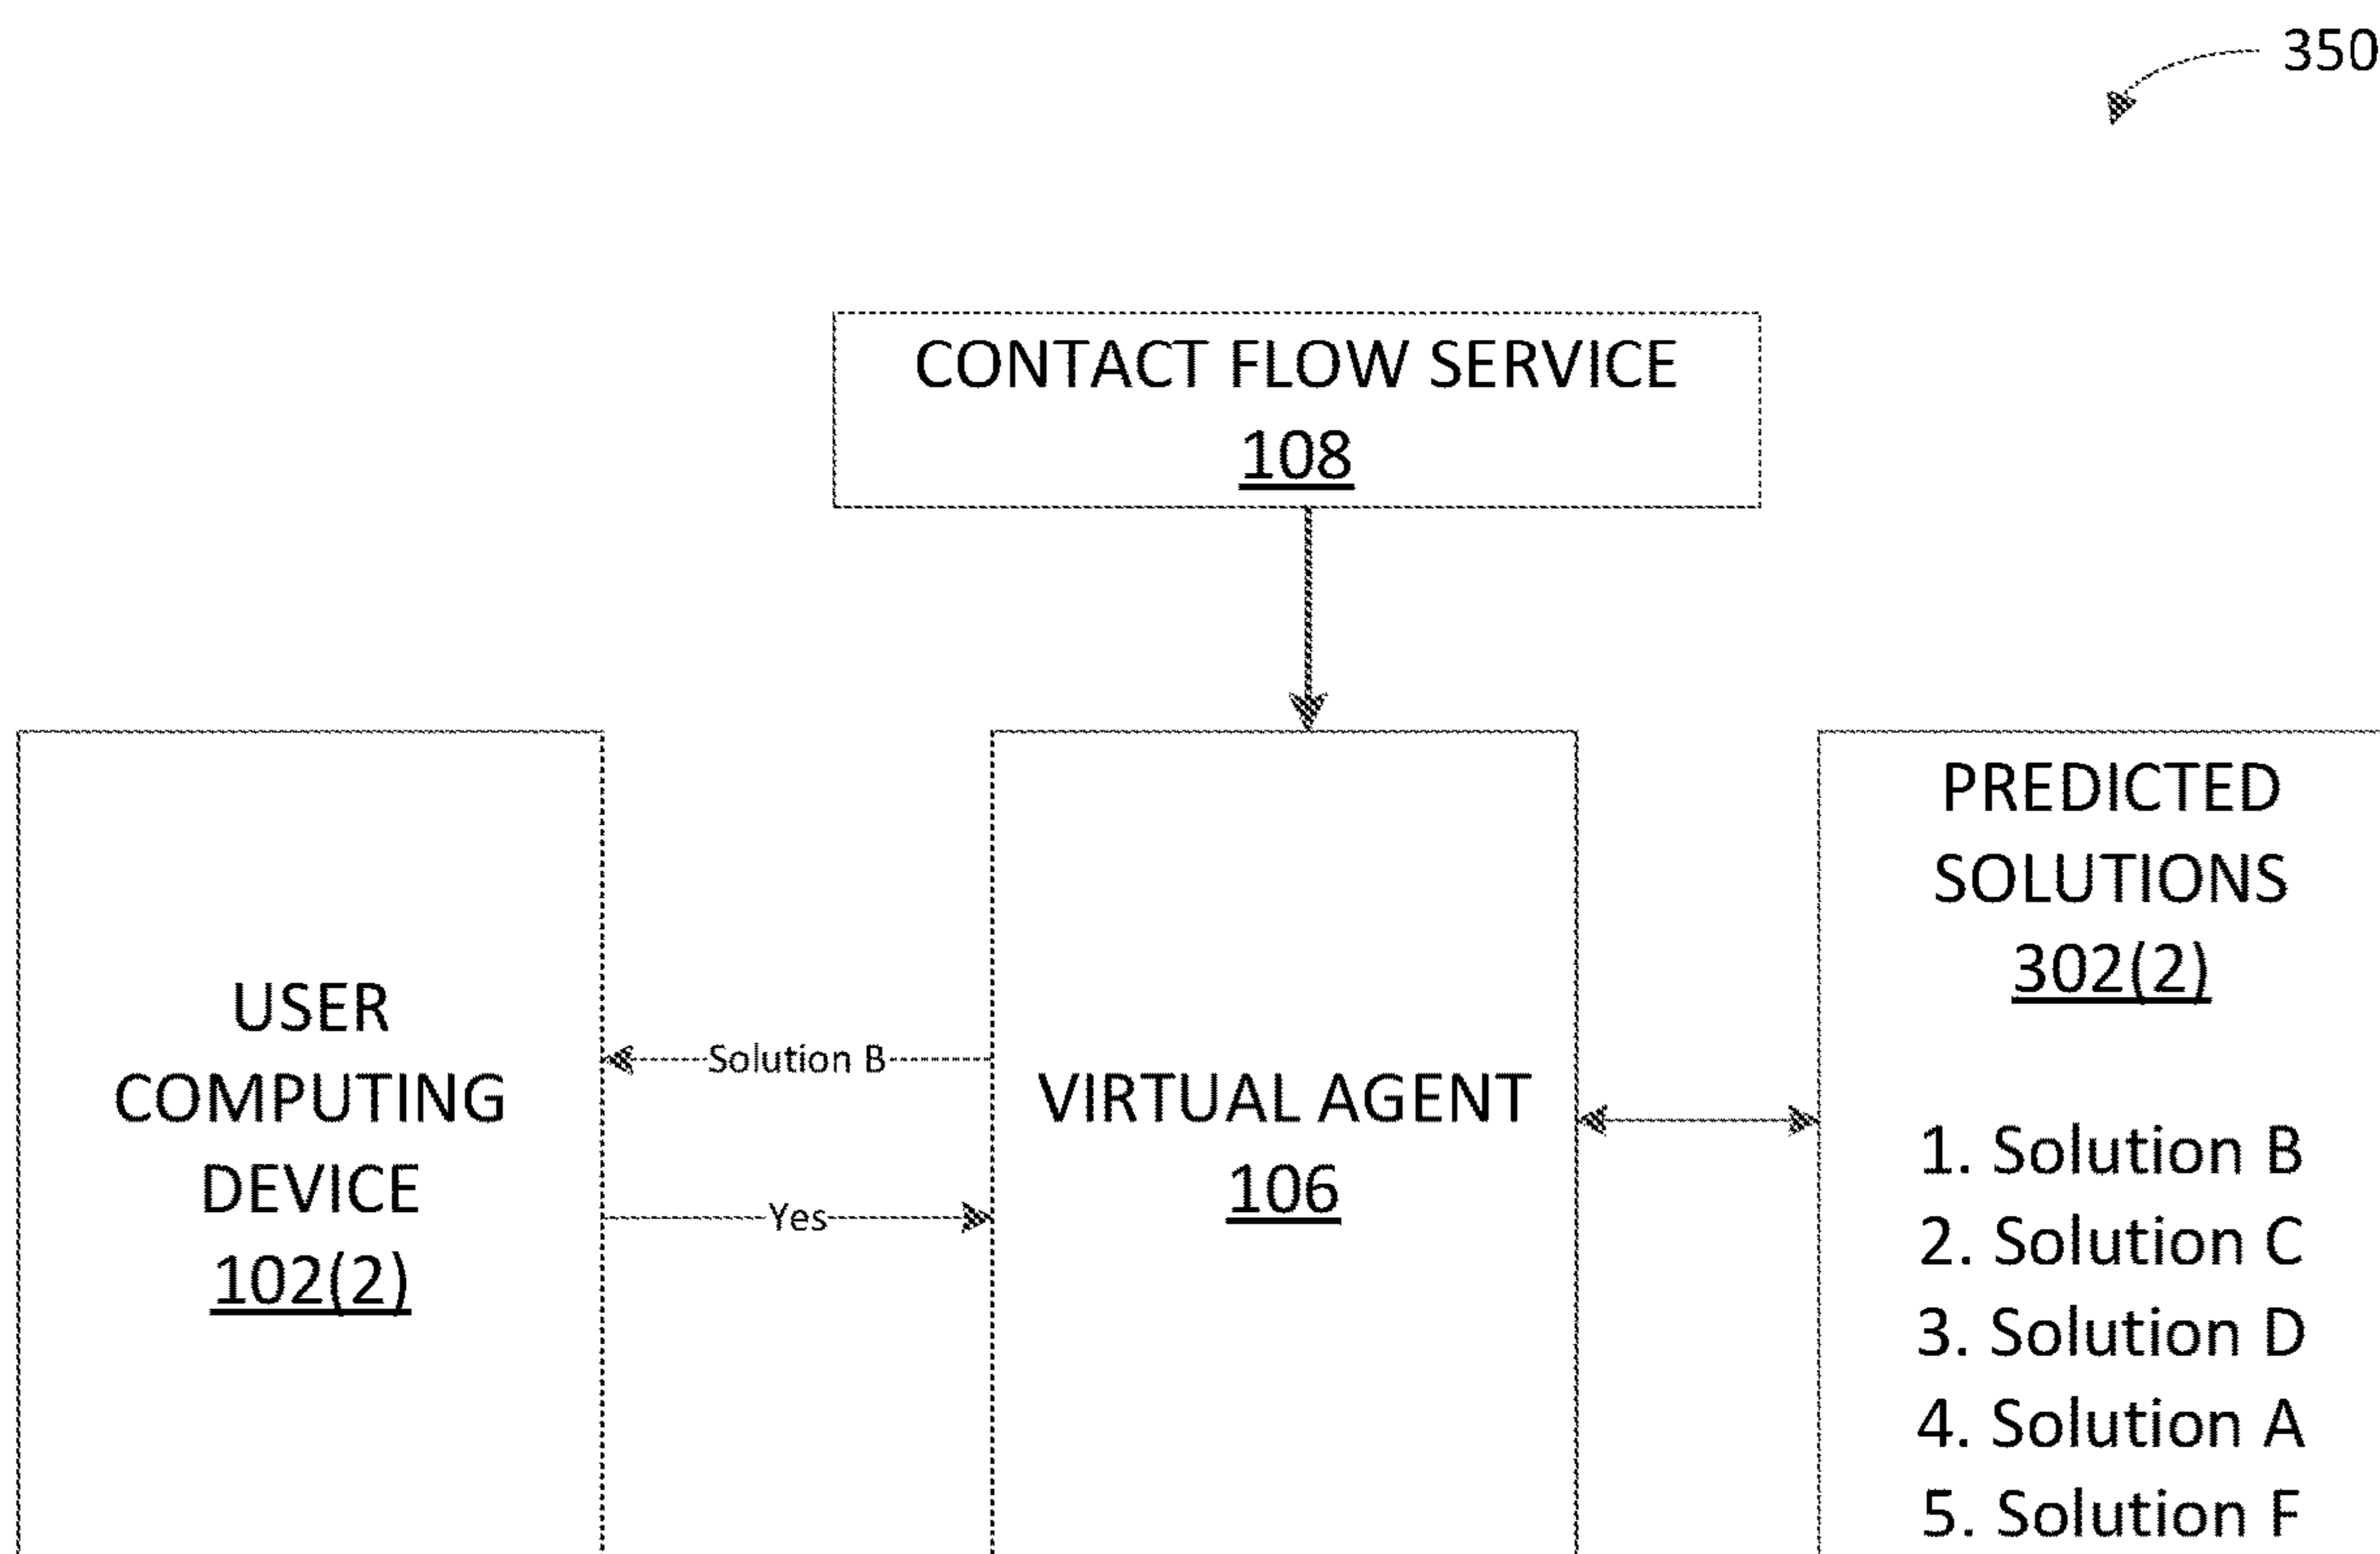 350
CONTACT FLOW SERVICE
108
USER
COMPUTING
DEVICE
102(2)
Solution B
Yes
VIRTUAL AGENT
106
PREDICTED
SOLUTIONS
302(2)
1. Solution B
2. Solution C
3. Solution D
4. Solution A
5. Solution F